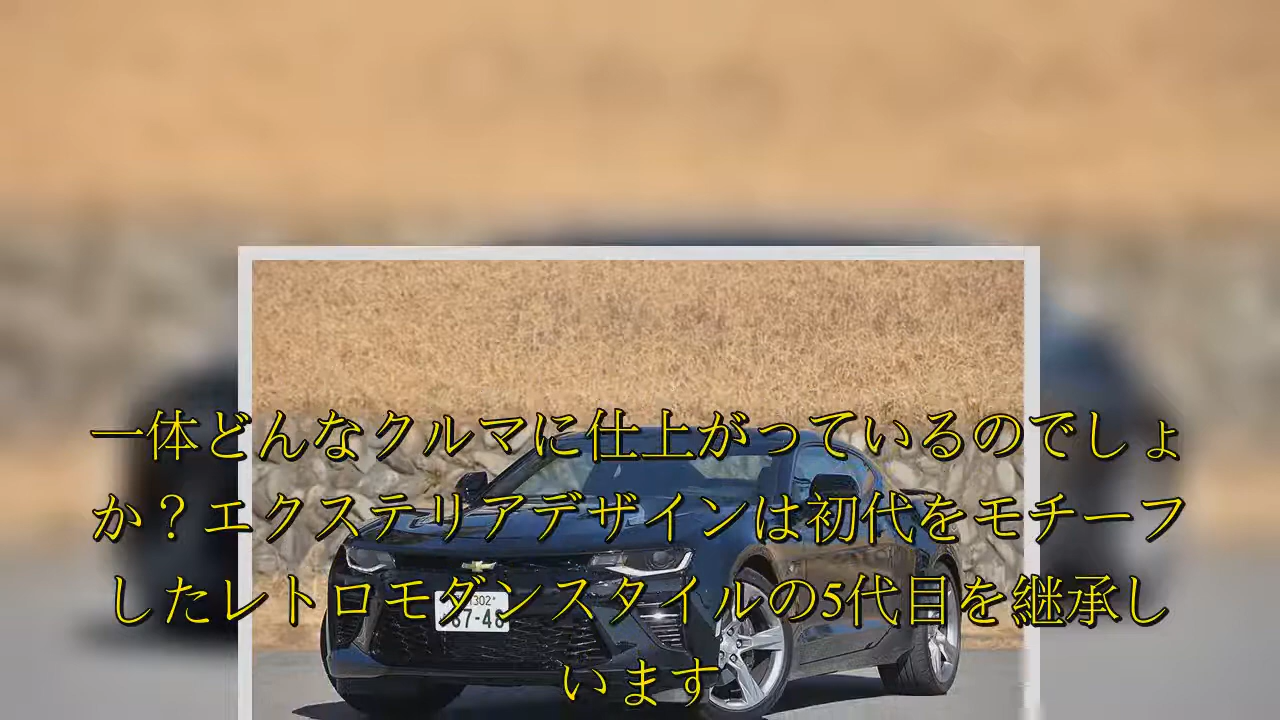 一体どんなクルマに仕上がっているのでしょ
か？エクステリアデザインは初代をモチーフ
したレトロモダンスタイルの5代目を継承し
います